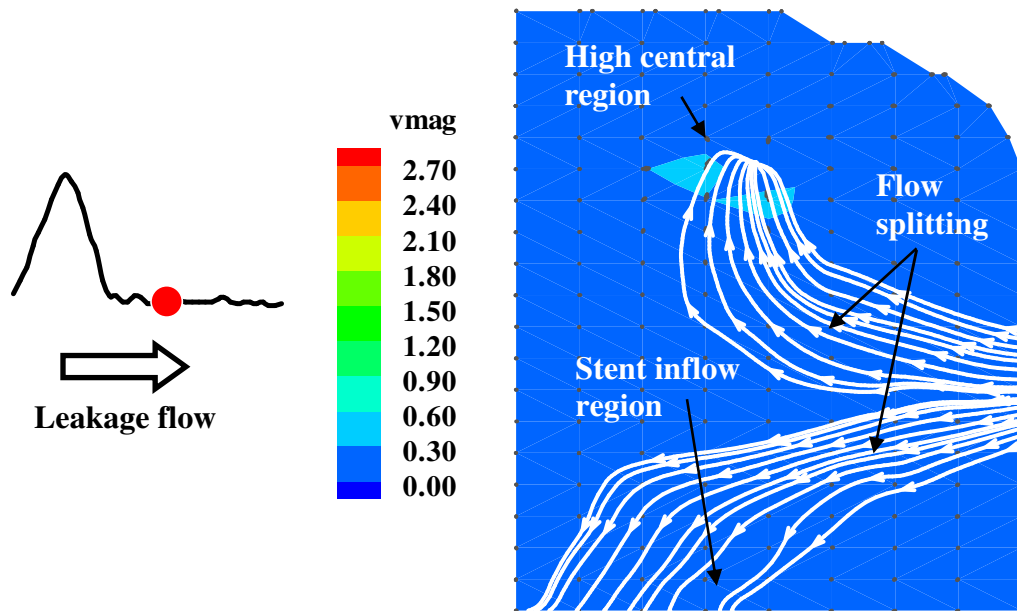 vmag
2.70
2.40
2.10
1.80
1.50
1.20
0.90
0.60
0.30
0.00
Leakage flow
High central
region
Flow
splitting
Stent inflow
region